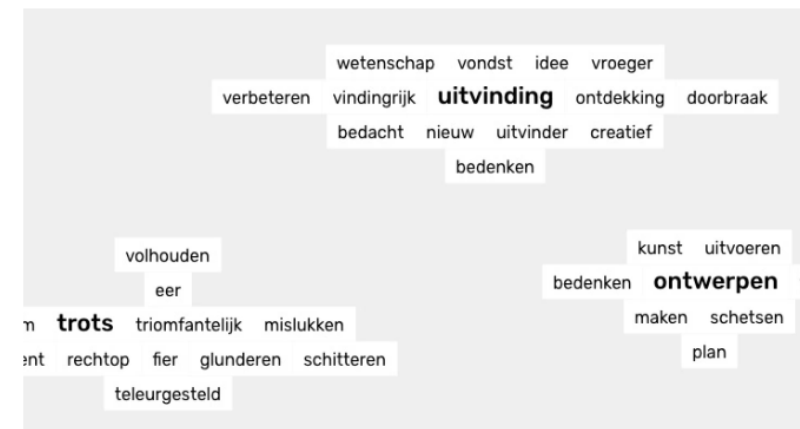 wetenschap vondst idee vroeger
verbeteren vindingrijk uitvinding ontdekking doorbraak
bedacht nieuw uitvinder creatief
bedenken
volhouden
eer
trots triomfantelijk mislukken
rechtop fier glunderen schitteren
teleurgesteld
kunst uitvoeren
bedenken ontwerpen
maken schetsen
plan